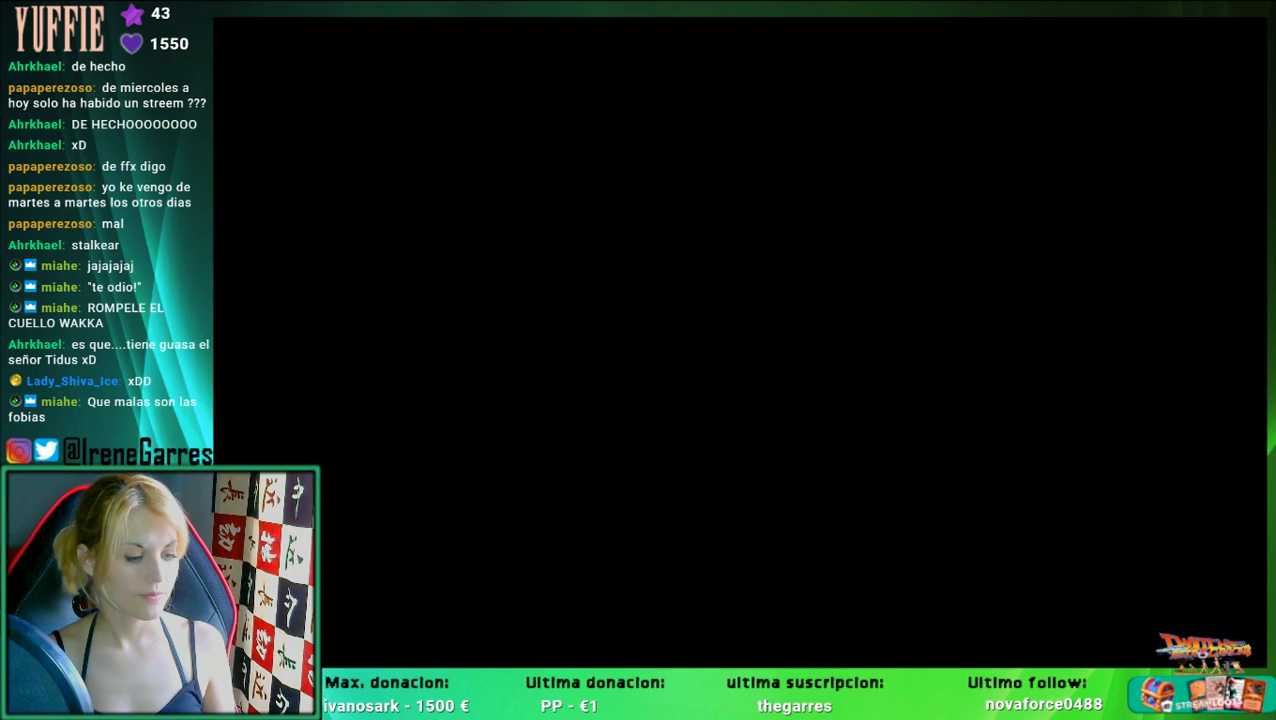 YUFFIE
43
1550
Ahrkhael: de hecho
papaperezoso: de miercoles a
hoy solo ha habido un streem ???
Ahrkhael: DE HECHOOOOOOOO
Ahrkhael: xD
papaperezoso: de ffx digo
papaperezoso: yo ke vengo de
martes a martes los otros dias
papaperezoso: mal
Ahrkhael: stalkear
miahe: jajajajaj
miahe: "te odio!"
miahe: ROMPELE EL
CUELLO WAKKA
Ahrkhael: es que....tiene guasa el
señor Tidus xD
Lady_Shiva_Ice: xDD
miahe: Que malas son las
fobias
@IreneGarres
Max. donacion:
ivanosark - 1500 €
Ultima donacion:
PP - €1
ultima suscripcion:
thegarres
Ultimo follow:
novaforce0488
STREAMLOOTS